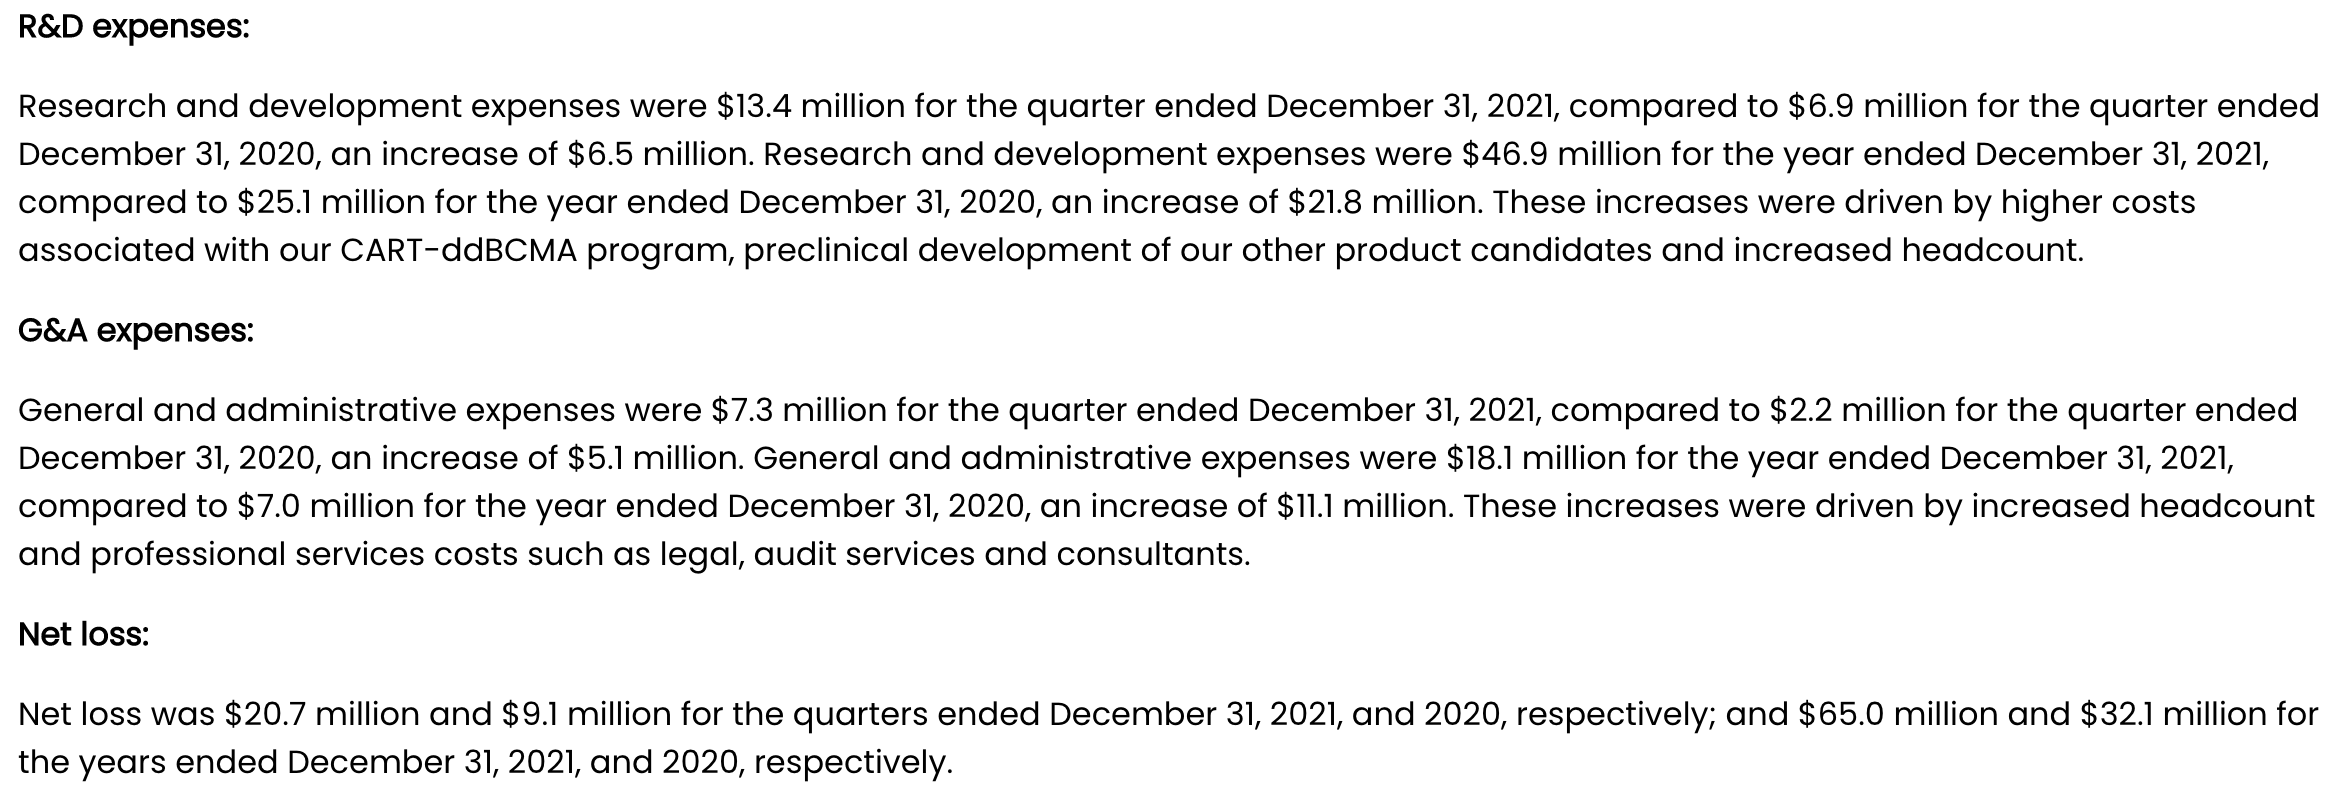 R&D expenses:
Research and development expenses were $13.4 million for the quarter ended December 31, 2021, compared to $6.9 million for the quarter ended
December 31, 2020, an increase of $6.5 million. Research and development expenses were $46.9 million for the year ended December 31, 2021,
compared to $25.1 million for the year ended December 31, 2020, an increase of $21.8 million. These increases were driven by higher costs
associated with our CART-ddBCMA program, preclinical development of our other product candidates and increased headcount.
G&A expenses:
General and administrative expenses were $7.3 million for the quarter ended December 31, 2021, compared to $2.2 million for the quarter ended
December 31, 2020, an increase of $5.1 million. General and administrative expenses were $18.1 million for the year ended December 31, 2021,
compared to $7.0 million for the year ended December 31, 2020, an increase of $11.1 million. These increases were driven by increased headcount
and professional services costs such as legal, audit services and consultants.
Net loss:
Net loss was $20.7 million and $9.1 million for the quarters ended December 31, 2021, and 2020, respectively; and $65.0 million and $32.1 million for
the years ended December 31, 2021, and 2020, respectively.